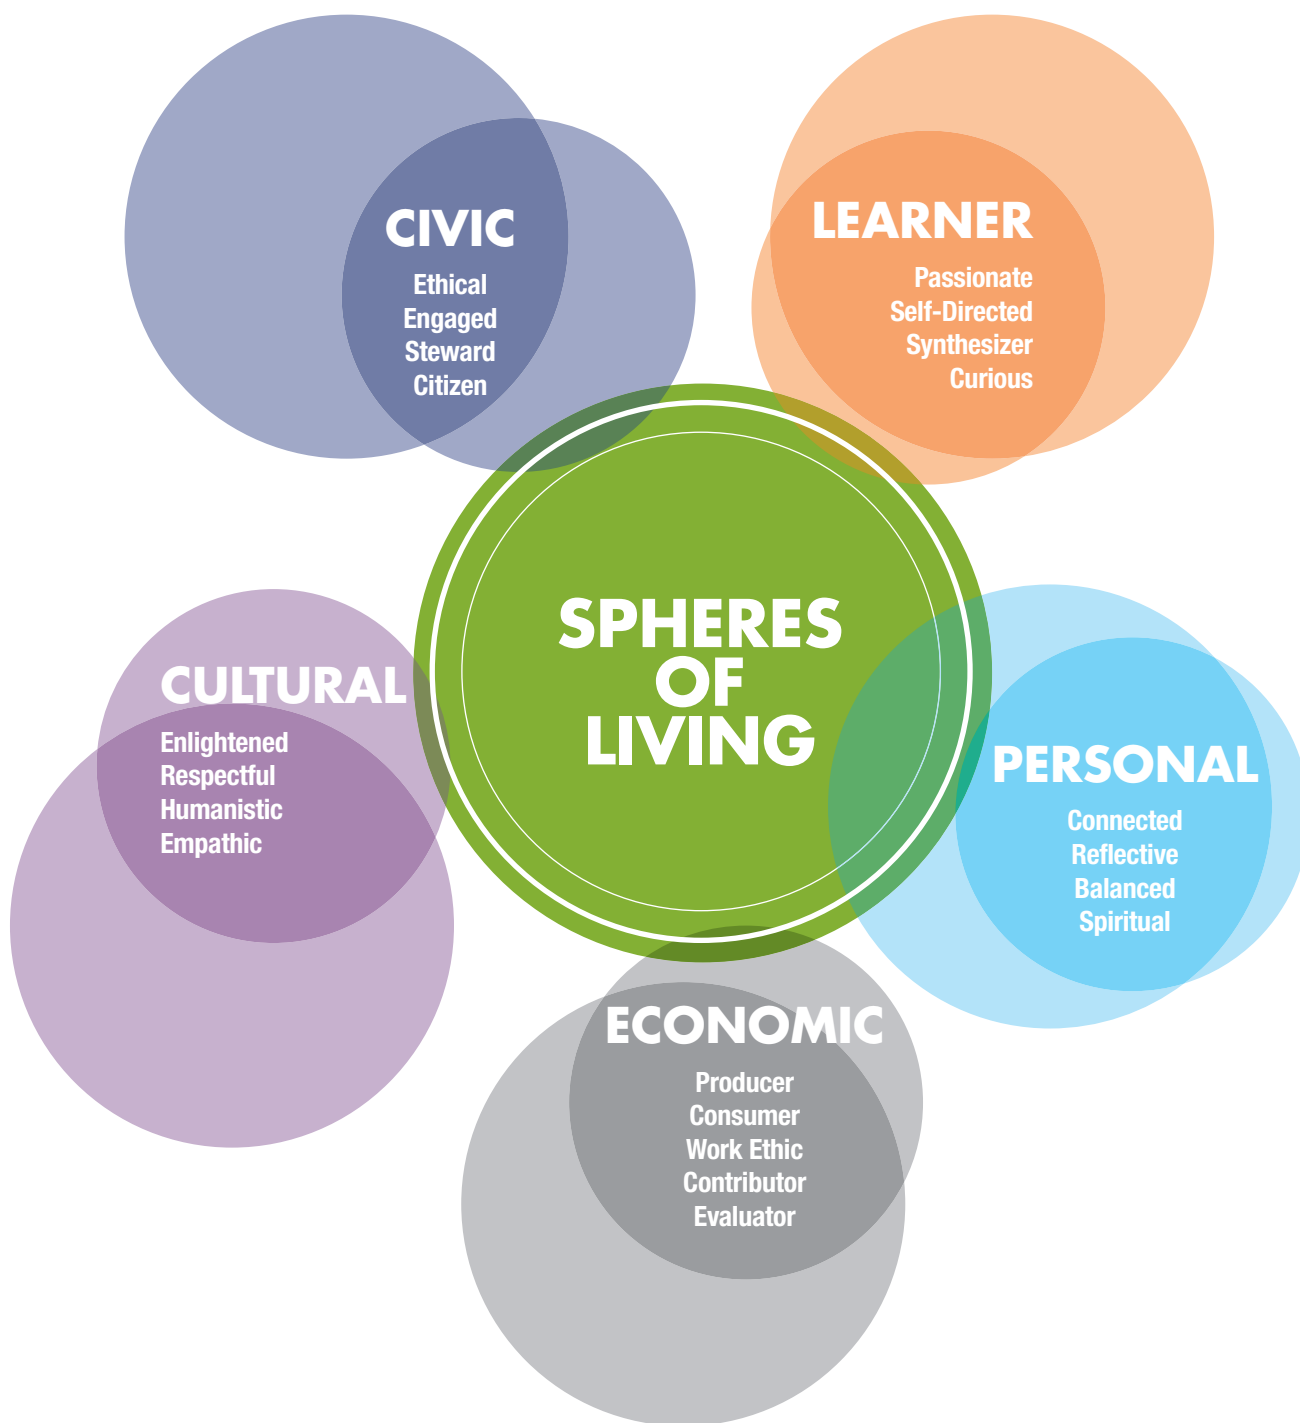 CIVIC
Ethical
Engaged
Steward
Citizen
LEARNER
Passionate
Self-Directed
Synthesizer
Curious
SPHERES
OF
LIVING
CULTURAL
Enlightened
Respectful
Humanistic
Empathic
PERSONAL
Connected
Reflective
Balanced
Spiritual
ECONOMIC
Producer
Consumer
Work Ethic
Contributor
Evaluator